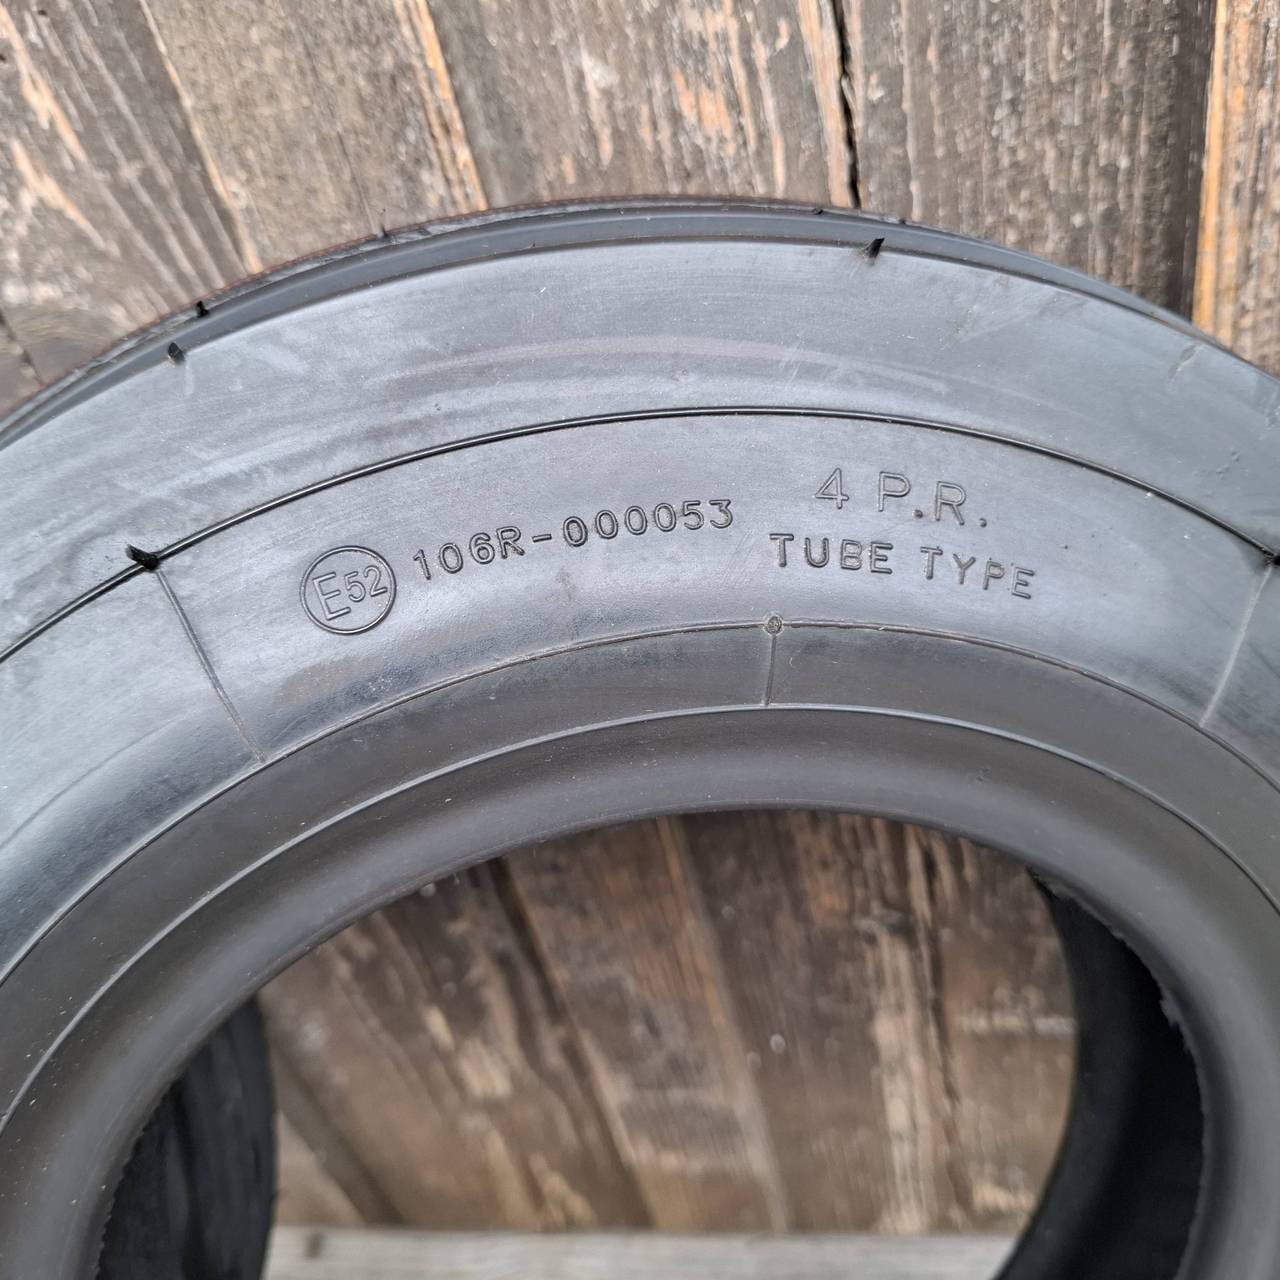 E52 106R-000053
4 P.R.
TUBE TYPE